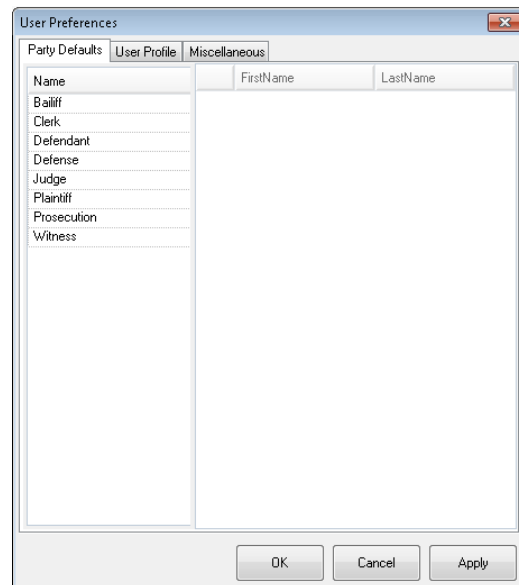 User Preferences
Party Defaults User Profile Miscellaneous
Name FirstName LastName
Bailiff
Clerk
Defendant
Defense
Judge
Plaintiff
Prosecution
Witness
OK Cancel Apply